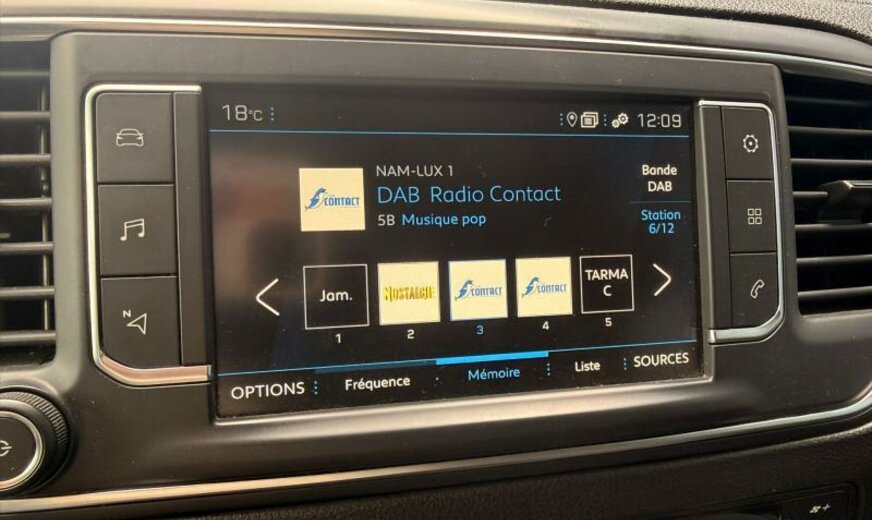 18°C
12:09
NAM-LUX 1
DAB Radio Contact
5B Musique pop
CONTACT
Bande
DAB
Station
6/12
Jam.
NOSTALGIE
CONTACT
CONTACT
TARMA
C
1
2
3
4
5
OPTIONS
Fréquence
Mémoire
Liste
SOURCES
N